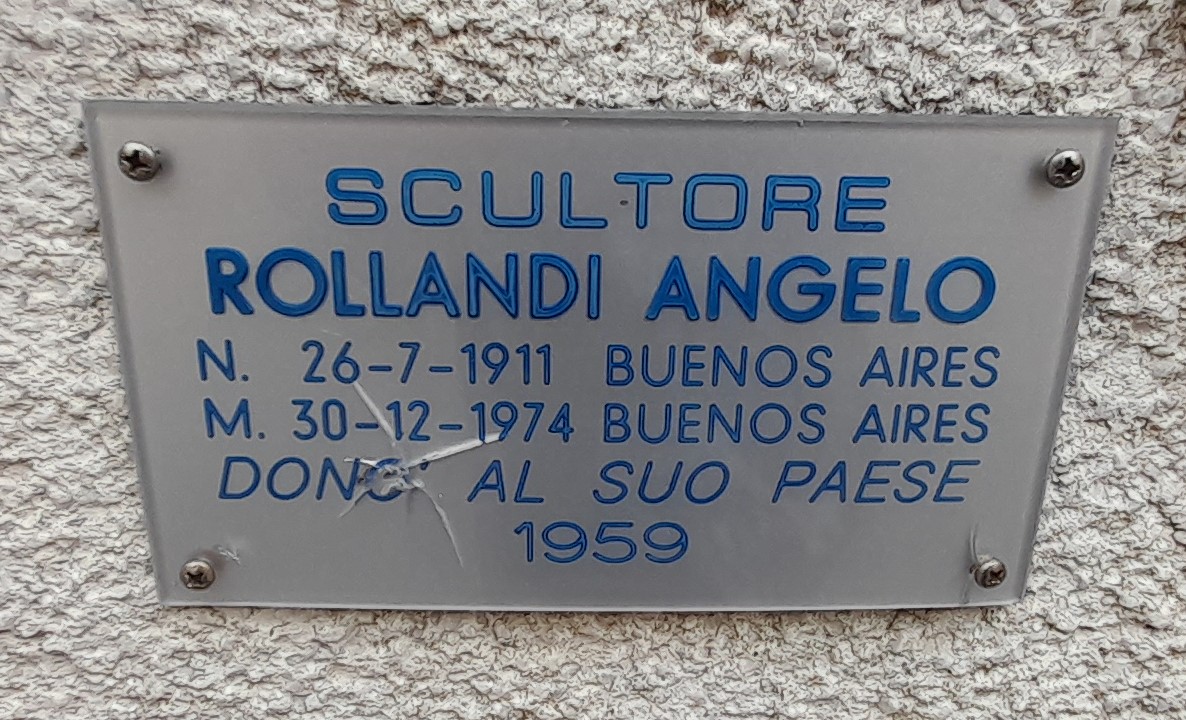 SCULTORE
ROLLANDI ANGELO
N. 26-7-1911 BUENOS AIRES
M. 30-12-1974 BUENOS AIRES
DONO' AL SUO PAESE
1959